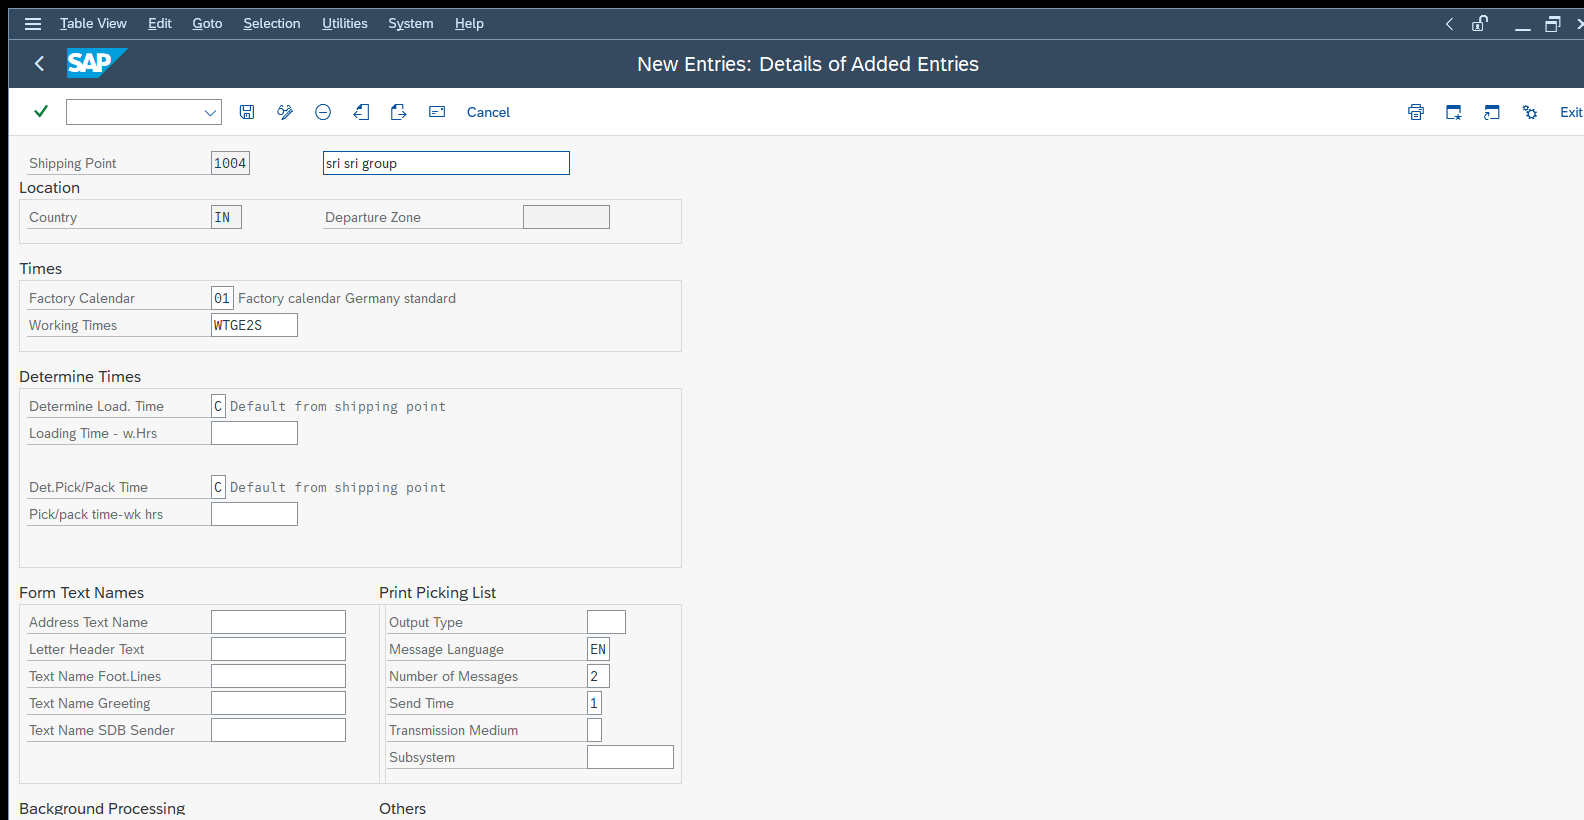 Table View Edit Goto Selection Utilities System Help
SAP New Entries: Details of Added Entries
Cancel Exit
Shipping Point 1004 sri sri group
Location
Country IN Departure Zone
Times
Factory Calendar 01 Factory calendar Germany standard
Working Times WTGE2S
Determine Times
Determine Load. Time C Default from shipping point
Loading Time - w.Hrs
Det.Pick/Pack Time C Default from shipping point
Pick/pack time-wk hrs
Form Text Names Print Picking List
Address Text Name Output Type
Letter Header Text Message Language EN
Text Name Foot.Lines Number of Messages 2
Text Name Greeting Send Time 1
Text Name SDB Sender Transmission Medium
Subsystem
Background Processing Others